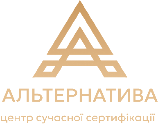 АЛЬТЕРНАТИВА
центр сучасної сертифікації